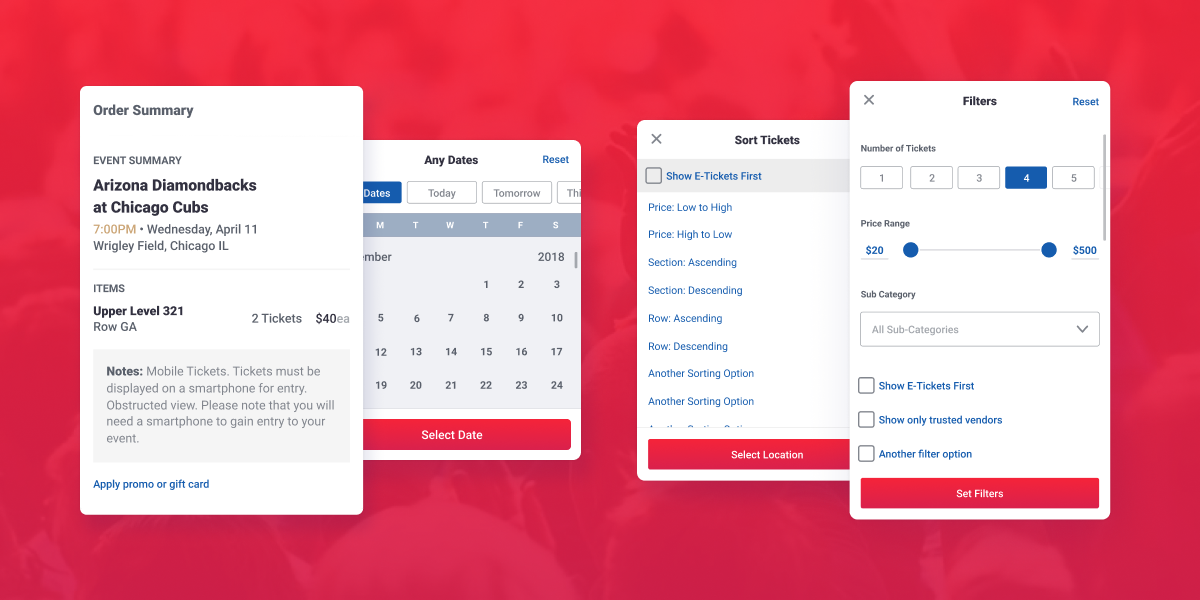 Order Summary
EVENT SUMMARY
Arizona Diamondbacks
at Chicago Cubs
7:00PM • Wednesday, April 11
Wrigley Field, Chicago IL
ITEMS
Upper Level 321
Row GA
2 Tickets $40ea
Notes: Mobile Tickets. Tickets must be
displayed on a smartphone for entry.
Obstructed view. Please note that you will
need a smartphone to gain entry to your
event.
Apply promo or gift card
Any Dates Reset
Dates Today Tomorrow Thi
M T W T F S
mber 2018
1 2 3
5 6 7 8 9 10
12 13 14 15 16 17
19 20 21 22 23 24
Select Date
Sort Tickets
Show E-Tickets First
Price: Low to High
Price: High to Low
Section: Ascending
Section: Descending
Row: Ascending
Row: Descending
Another Sorting Option
Another Sorting Option
Another Sorting Option
Select Location
Filters Reset
Number of Tickets
1 2 3 4 5
Price Range
$20 $500
Sub Category
All Sub-Categories
Show E-Tickets First
Show only trusted vendors
Another filter option
Set Filters